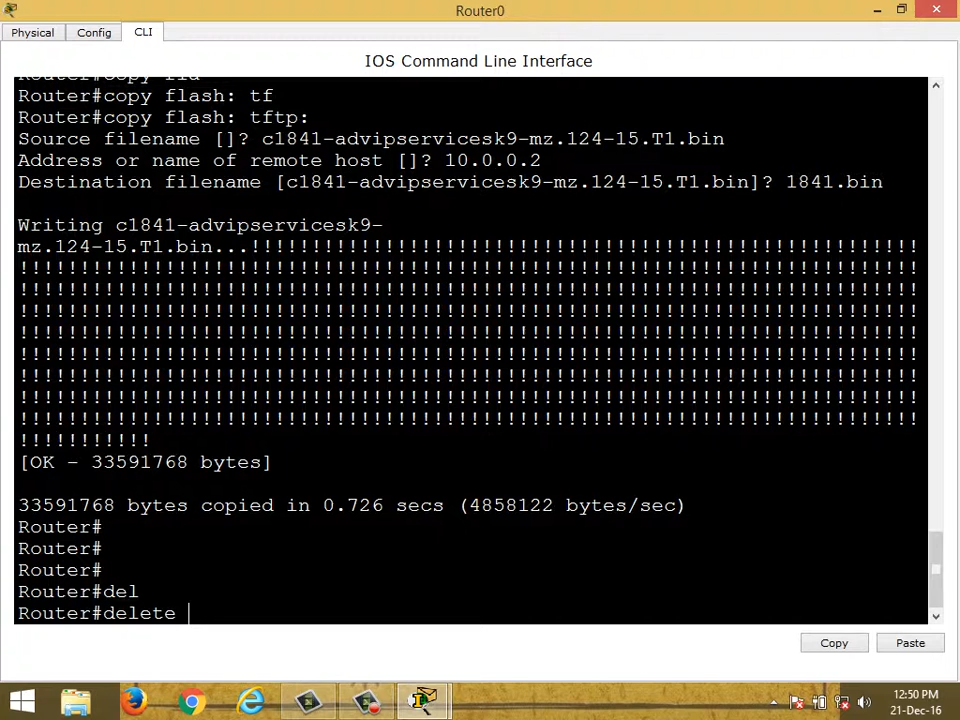 Router0
Physical
Config
CLI
IOS Command Line Interface
Router#copy fla
Router#copy flash: tf
Router#copy flash: tftp:
Source filename []? c1841-advipservicesk9-mz.124-15.T1.bin
Address or name of remote host []? 10.0.0.2
Destination filename [c1841-advipservicesk9-mz.124-15.T1.bin]? 1841.bin
Writing c1841-advipservicesk9-
mz.124-15.T1.bin...!!!!!!!!!!!!!!!!!!!!!!!!!!!!!!!!!!!!!!!!!!!!!!!!!!!!!!!
!!!!!!!!!!!!!!!!!!!!!!!!!!!!!!!!!!!!!!!!!!!!!!!!!!!!!!!!!!!!!!!!!!!!!!!!!!
!!!!!!!!!!!!!!!!!!!!!!!!!!!!!!!!!!!!!!!!!!!!!!!!!!!!!!!!!!!!!!!!!!!!!!!!!!
!!!!!!!!!!!!!!!!!!!!!!!!!!!!!!!!!!!!!!!!!!!!!!!!!!!!!!!!!!!!!!!!!!!!!!!!!!
!!!!!!!!!!!!!!!!!!!!!!!!!!!!!!!!!!!!!!!!!!!!!!!!!!!!!!!!!!!!!!!!!!!!!!!!!!
!!!!!!!!!!!!!!!!!!!!!!!!!!!!!!!!!!!!!!!!!!!!!!!!!!!!!!!!!!!!!!!!!!!!!!!!!!
!!!!!!!!!!!!!!!!!!!!!!!!!!!!!!!!!!!!!!!!!!!!!!!!!!!!!!!!!!!!!!!!!!!!!!!!!!
!!!!!!!!!!!!!!!!!!!!!!!!!!!!!!!!!!!!!!!!!!!!!!!!!!!!!!!!!!!!!!!!!!!!!!!!!!
!!!!!!!!!!!!!!!!!!!!!!!!!!!!!!!!!!!!!!!!!!!!!!!!!!!!!!!!!!!!!!!!!!!!!!!!!!
!!!!!!!!!!!
[OK - 33591768 bytes]
33591768 bytes copied in 0.726 secs (4858122 bytes/sec)
Router#
Router#
Router#
Router#del
Router#delete
Copy
Paste
12:50 PM
21-Dec-16